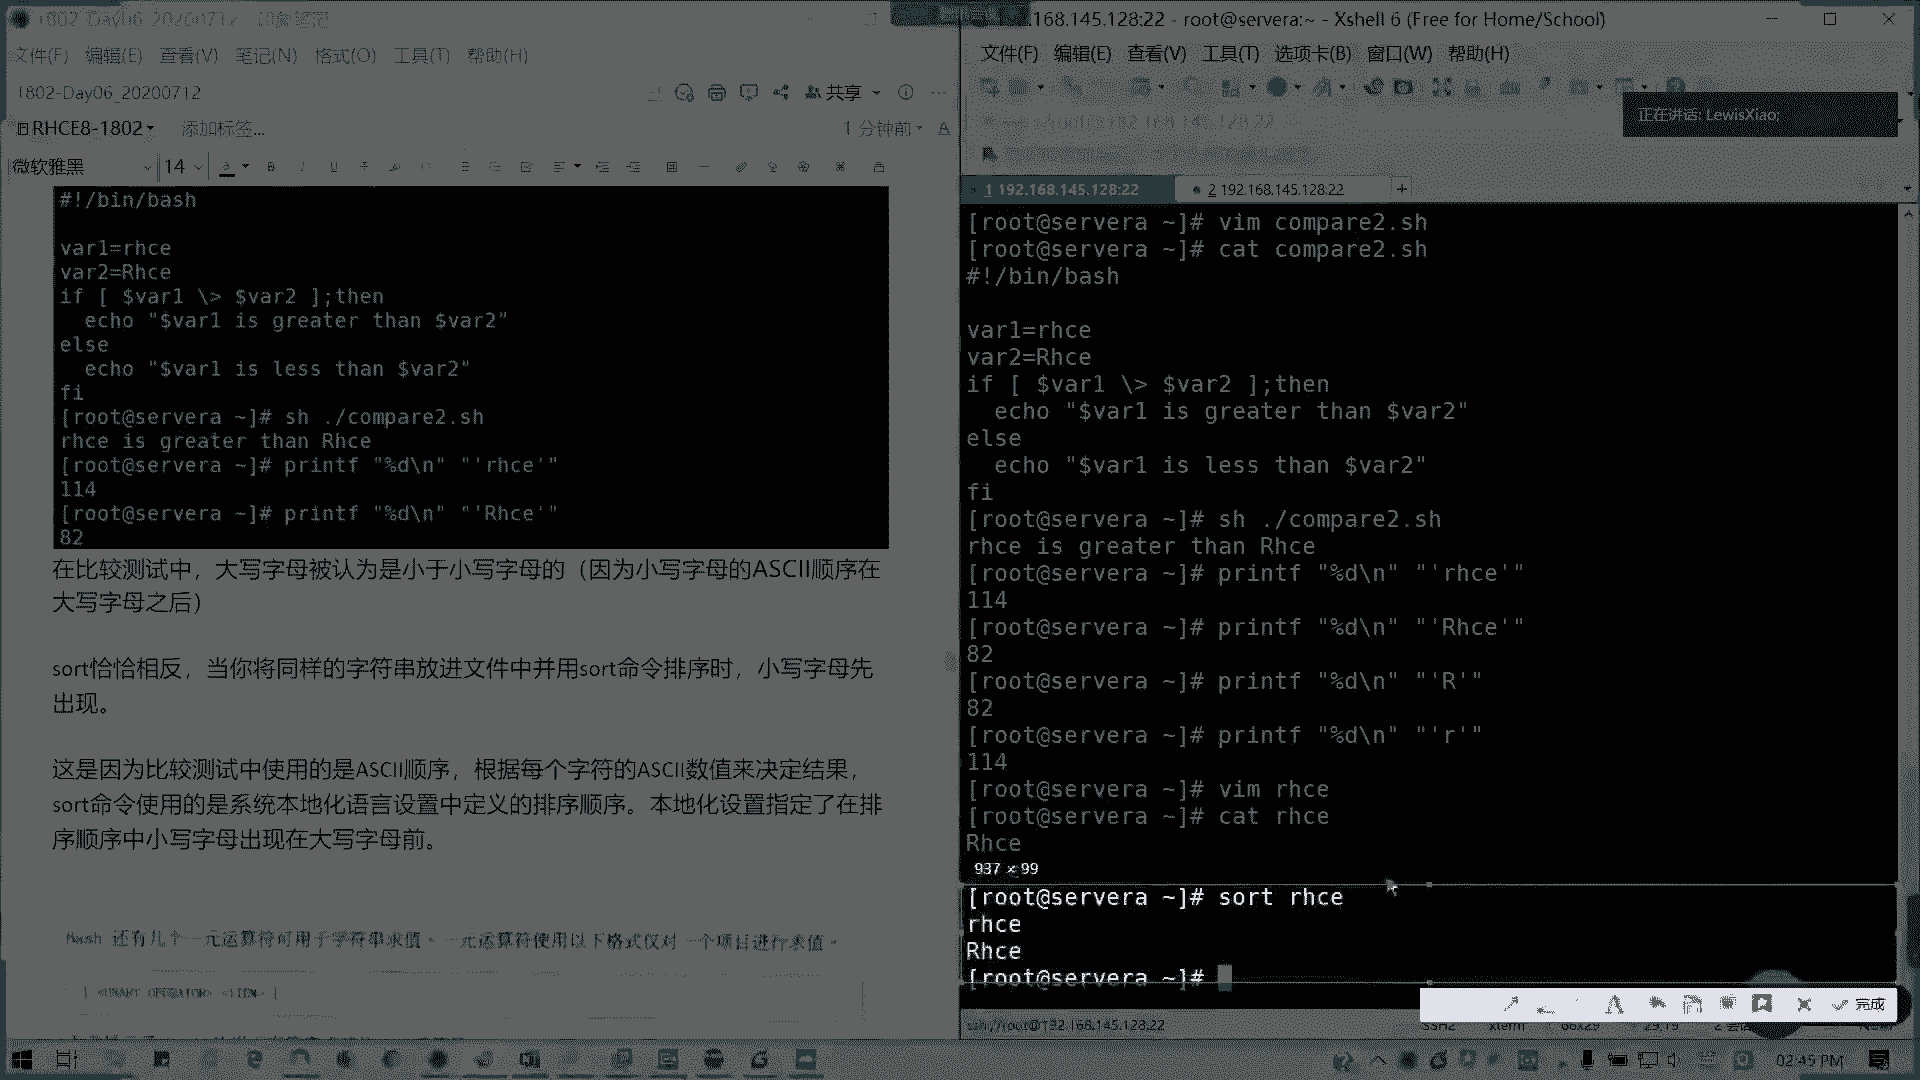 1802-Day06_20200712 - 印象笔记
文件(F) 编辑(E) 查看(V) 笔记(N) 格式(O) 工具(T) 帮助(H)
1802-Day06_20200712
共享
RHCE8-1802
添加标签...
1 分钟前
微软雅黑
14
#!/bin/bash
var1=rhce
var2=Rhce
if [ $var1 \> $var2 ];then
echo "$var1 is greater than $var2"
else
echo "$var1 is less than $var2"
fi
[root@servera ~]# sh ./compare2.sh
rhce is greater than Rhce
[root@servera ~]# printf "%d\n" "'rhce'"
114
[root@servera ~]# printf "%d\n" "'Rhce'"
82
在比较测试中，大写字母被认为是小于小写字母的（因为小写字母的ASCII顺序在
大写字母之后）
sort恰恰相反，当你将同样的字符串放进文件中并用sort命令排序时，小写字母先
出现。
这是因为比较测试中使用的是ASCII顺序，根据每个字符的ASCII数值来决定结果，
sort命令使用的是系统本地化语言设置中定义的排序顺序。本地化设置指定了在排
序顺序中小写字母出现在大写字母前。
Bash 还有几个一元运算符可用于字符串求值。一元运算符使用以下格式仅对一个项目进行求值。
[ <UNARY OPERATOR> <ITEM> ]
168.145.128:22 - root@servera:~ - Xshell 6 (Free for Home/School)
文件(F) 编辑(E) 查看(V) 工具(T) 选项卡(B) 窗口(W) 帮助(H)
正在讲话: LewisXiao;
1 192.168.145.128:22
2 192.168.145.128:22
[root@servera ~]# vim compare2.sh
[root@servera ~]# cat compare2.sh
#!/bin/bash
var1=rhce
var2=Rhce
if [ $var1 \> $var2 ];then
echo "$var1 is greater than $var2"
else
echo "$var1 is less than $var2"
fi
[root@servera ~]# sh ./compare2.sh
rhce is greater than Rhce
[root@servera ~]# printf "%d\n" "'rhce'"
114
[root@servera ~]# printf "%d\n" "'Rhce'"
82
[root@servera ~]# printf "%d\n" "'R'"
82
[root@servera ~]# printf "%d\n" "'r'"
114
[root@servera ~]# vim rhce
[root@servera ~]# cat rhce
Rhce
937 × 99
[root@servera ~]# sort rhce
rhce
Rhce
[root@servera ~]#
完成
ssh://root@192.168.145.128:22
SSH2
xterm
66x29
29,19
02:45 PM